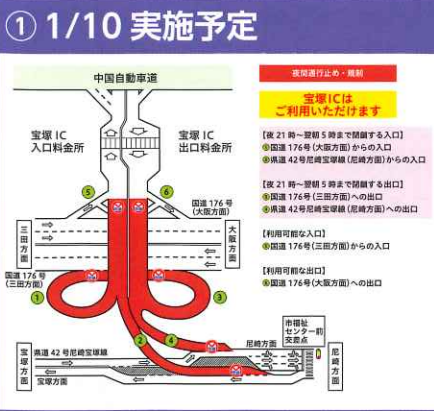 ① 1/10 実施予定
夜間通行止め・規制
宝塚ICは
ご利用いただけます
【夜21時～翌朝5時まで閉鎖する入口】
①国道176号(大阪方面)からの入口
④県道42号尼崎宝塚線(尼崎方面)からの入口
【夜21時～翌朝5時まで閉鎖する出口】
③国道176号(三田方面)への出口
②県道42号尼崎宝塚線(尼崎方面)への出口
【利用可能な入口】
⑤国道176号(三田方面)からの入口
【利用可能な出口】
⑥国道176号(大阪方面)への出口
中国自動車道
宝塚IC
入口料金所
宝塚IC
出口料金所
⑤
⑥
国道176号
(大阪方面)
三田方面
大阪方面
国道176号
(三田方面)
①
③
②
④
市福祉
センター前
交差点
尼崎方面
宝塚方面
県道42号尼崎宝塚線
宝塚方面
尼崎方面